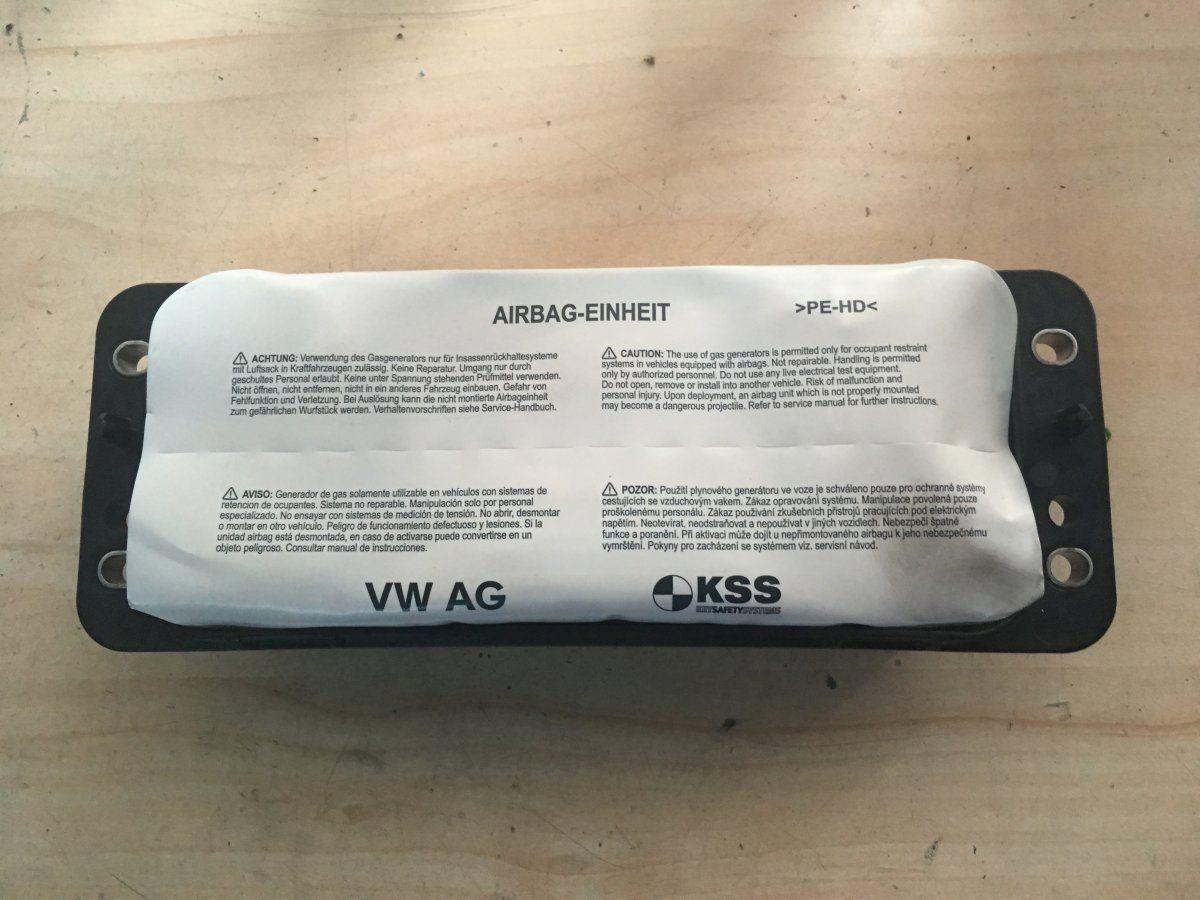 AIRBAG-EINHEIT
>PE-HD<
⚠ ACHTUNG: Verwendung des Gasgenerators nur für Insassenrückhaltesysteme
mit Luftsack in Kraftfahrzeugen zulässig. Keine Reparatur. Umgang nur durch
geschultes Personal erlaubt. Keine unter Spannung stehenden Prüfmittel verwenden.
Nicht öffnen, nicht entfernen, nicht in ein anderes Fahrzeug einbauen. Gefahr von
Fehlfunktion und Verletzung. Bei Auslösung kann die nicht montierte Airbageinheit
zum gefährlichen Wurfstück werden. Verhaltenvorschriften siehe Service-Handbuch.
⚠ CAUTION: The use of gas generators is permitted only for occupant restraint
systems in vehicles equipped with airbags. Not repairable. Handling is permitted
only by authorized personnel. Do not use any live electrical test equipment.
Do not open, remove or install into another vehicle. Risk of malfunction and
personal injury. Upon deployment, an airbag unit which is not properly mounted
may become a dangerous projectile. Refer to service manual for further instructions.
⚠ AVISO: Generador de gas solamente utilizable en vehículos con sistemas de
retencion de ocupantes. Sistema no reparable. Manipulación solo por personal
especializado. No ensayar con sistemas de medición de tensión. No abrir, desmontar
o montar en otro vehículo. Peligro de funcionamiento defectuoso y lesiones. Si la
unidad airbag está desmontada, en caso de activarse puede convertirse en un
objeto peligroso. Consultar manual de instrucciones.
⚠ POZOR: Použití plynového generátoru ve voze je schváleno pouze pro ochranné systémy
cestujících se vzduchovým vakem. Zákaz opravování systému. Manipulace povolená pouze
proškolenému personálu. Zákaz používání zkušebních přístrojů pracujících pod elektrickým
napětím. Neotevírat, neodstraňovat a nepouživat v jiných vozidlech. Nebezpečí špatné
funkce a poranění. Při aktivaci může dojít u nepřimontovaného airbagu k jeho nebezpečnému
vymrštění. Pokyny pro zacházení se systémem viz. servisní návod.
VW AG
KSS
KEYSAFETYSYSTEMS